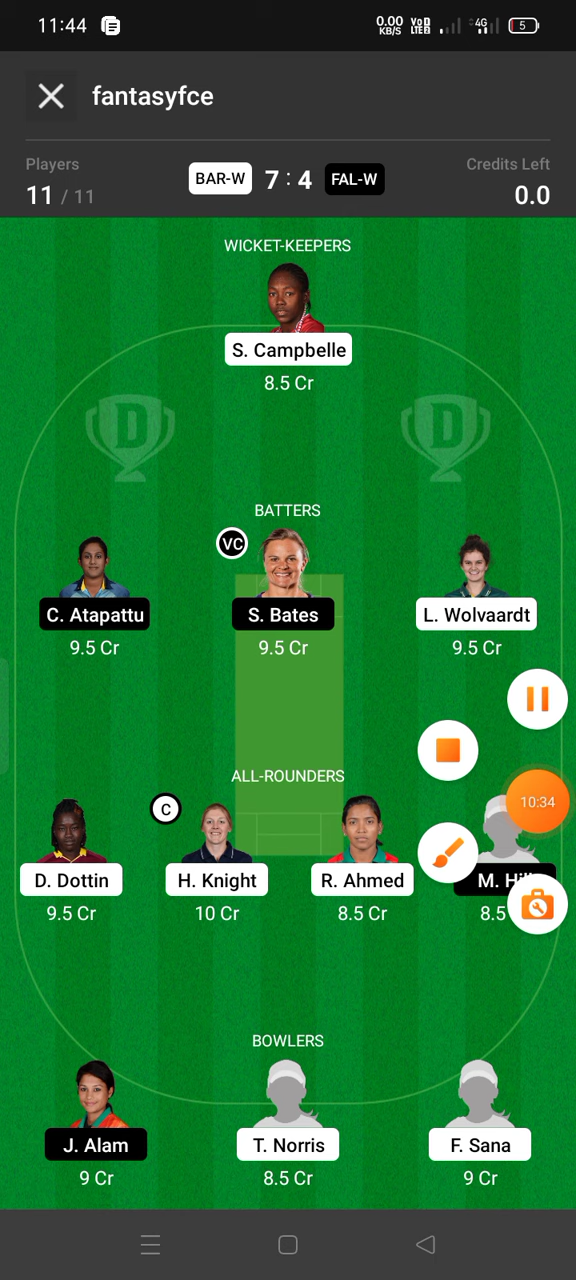 11:44
0.00 KB/S
VoD LTE2
4G
5
fantasyfce
Players
Credits Left
11 / 11
BAR-W 7 : 4 FAL-W
0.0
WICKET-KEEPERS
S. Campbelle
8.5 Cr
D
D
BATTERS
VC
C. Atapattu
S. Bates
L. Wolvaardt
9.5 Cr
9.5 Cr
9.5 Cr
ALL-ROUNDERS
10:34
C
D. Dottin
H. Knight
R. Ahmed
M.
9.5 Cr
10 Cr
8.5 Cr
8.5
BOWLERS
J. Alam
T. Norris
F. Sana
9 Cr
8.5 Cr
9 Cr